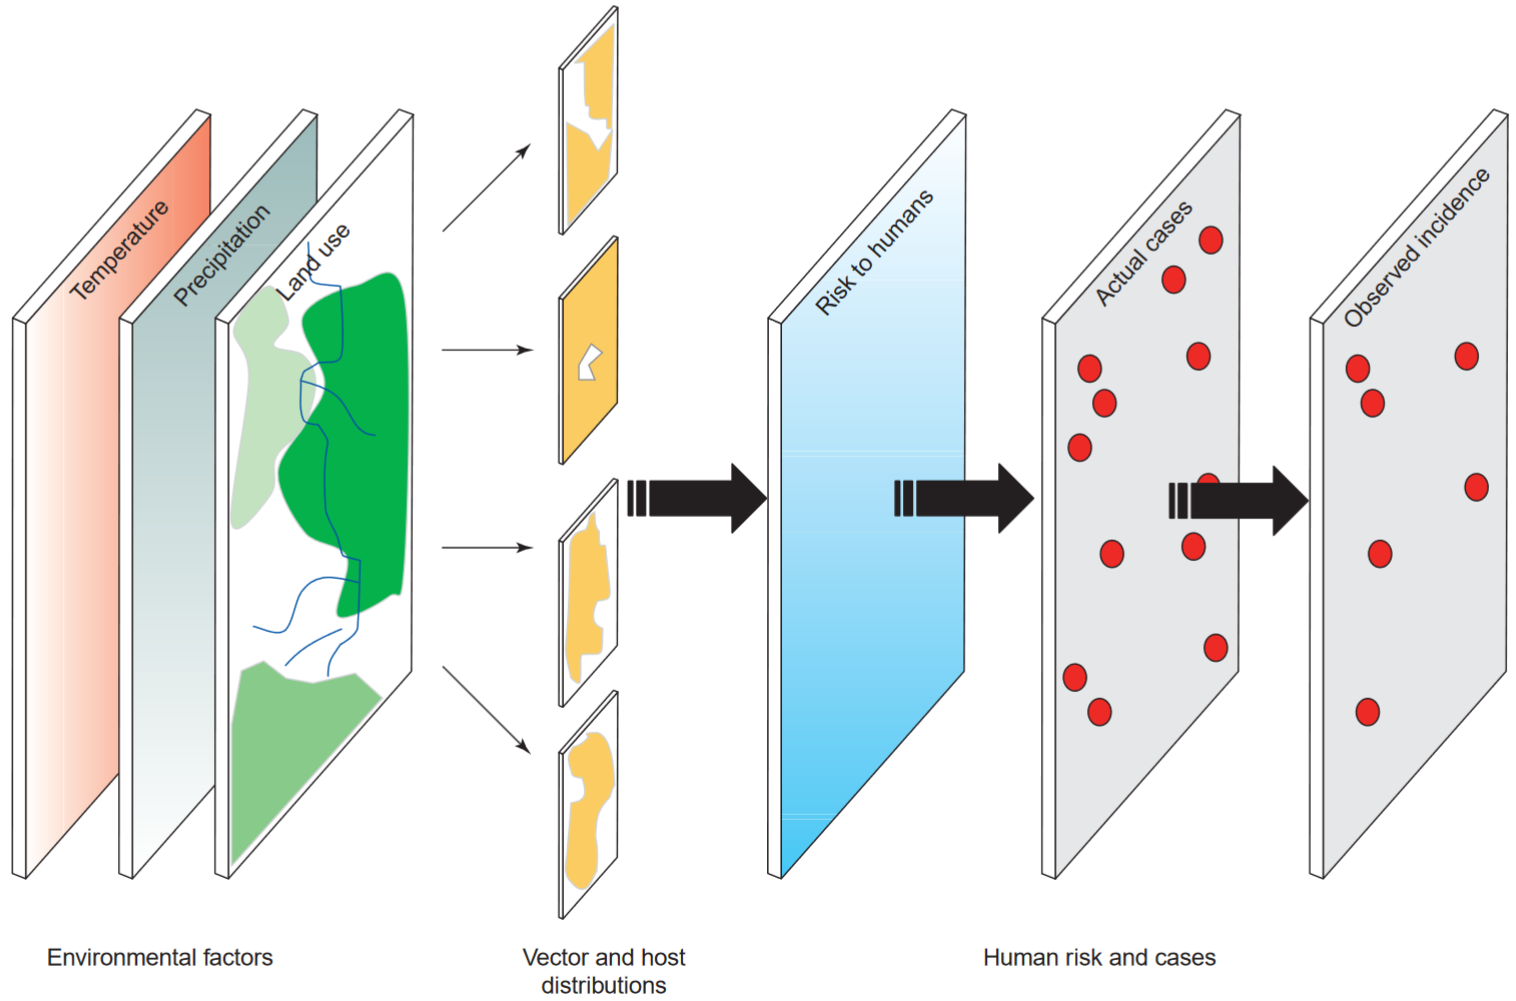 Temperature
Precipitation
Land use
Risk to humans
Actual cases
Observed incidence
Environmental factors
Vector and host
distributions
Human risk and cases